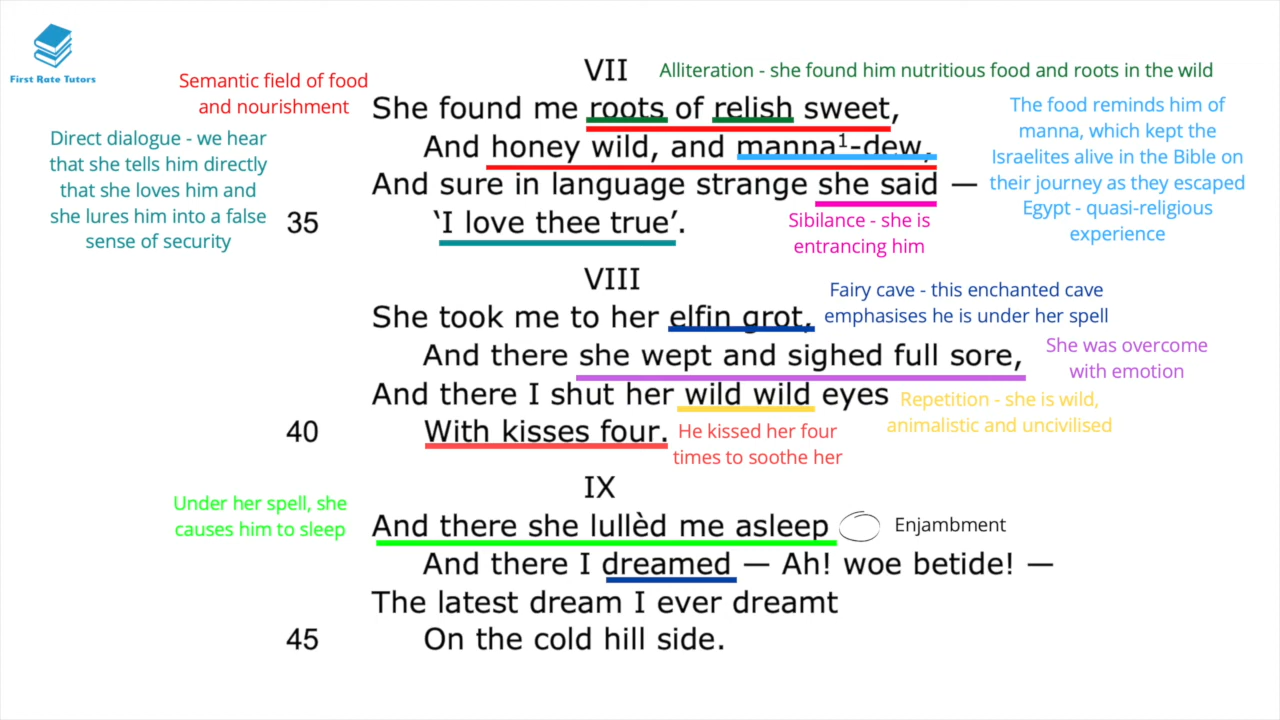 First Rate Tutors
VII
Alliteration - she found him nutritious food and roots in the wild
Semantic field of food
and nourishment
She found me roots of relish sweet,
And honey wild, and manna¹-dew,
And sure in language strange she said —
35 ‘I love thee true’.
Direct dialogue - we hear
that she tells him directly
that she loves him and
she lures him into a false
sense of security
The food reminds him of
manna, which kept the
Israelites alive in the Bible on
their journey as they escaped
Egypt - quasi-religious
experience
Sibilance - she is
entrancing him
VIII
She took me to her elfin grot,
And there she wept and sighed full sore,
And there I shut her wild wild eyes
40 With kisses four.
Fairy cave - this enchanted cave
emphasises he is under her spell
She was overcome
with emotion
Repetition - she is wild,
animalistic and uncivilised
He kissed her four
times to soothe her
IX
Under her spell, she
causes him to sleep
And there she lullèd me asleep
Enjambment
And there I dreamed — Ah! woe betide! —
The latest dream I ever dreamt
45 On the cold hill side.